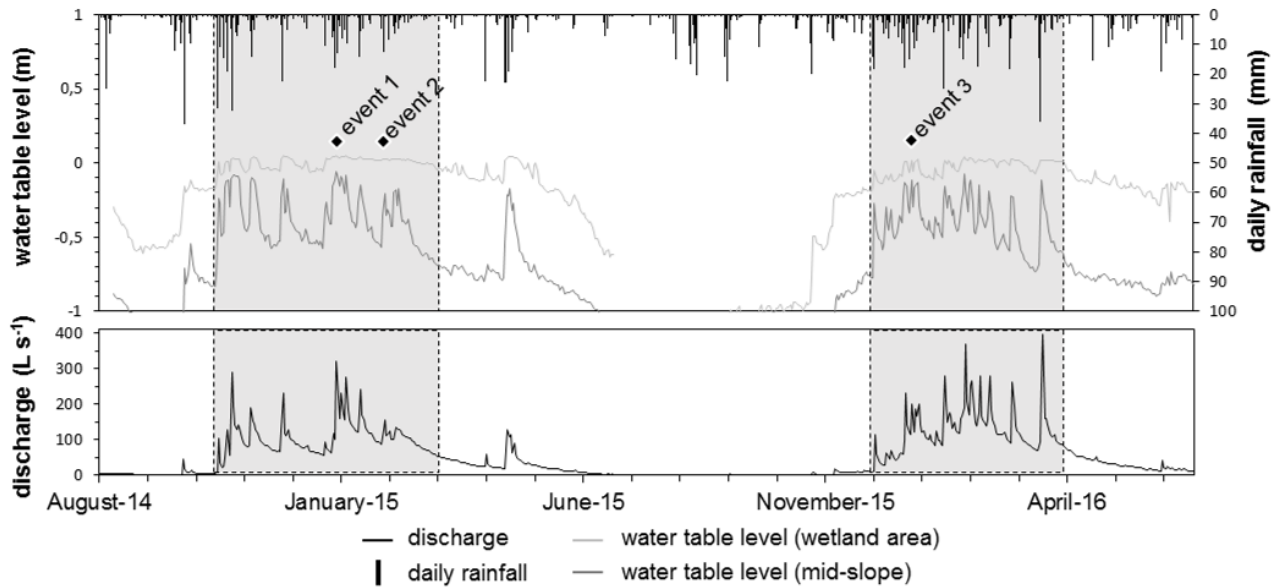 water table level (m)
1
0,5
0
-0,5
-1
event 1
event 2
event 3
0
10
20
30
40
50
60
70
80
90
100
daily rainfall (mm)
discharge (L s⁻¹)
400
300
200
100
0
August-14 January-15 June-15 November-15 April-16
discharge water table level (wetland area)
daily rainfall water table level (mid-slope)